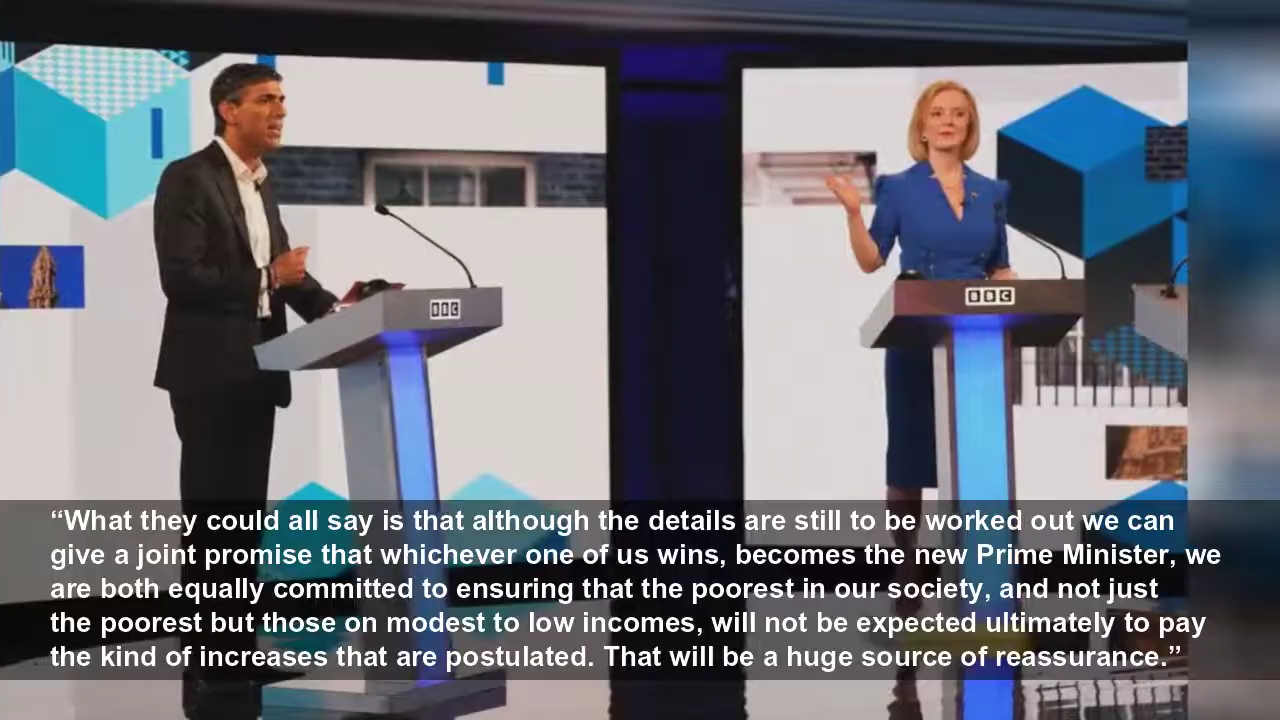 BBC
BBC
“What they could all say is that although the details are still to be worked out we can
give a joint promise that whichever one of us wins, becomes the new Prime Minister, we
are both equally committed to ensuring that the poorest in our society, and not just
the poorest but those on modest to low incomes, will not be expected ultimately to pay
the kind of increases that are postulated. That will be a huge source of reassurance.”